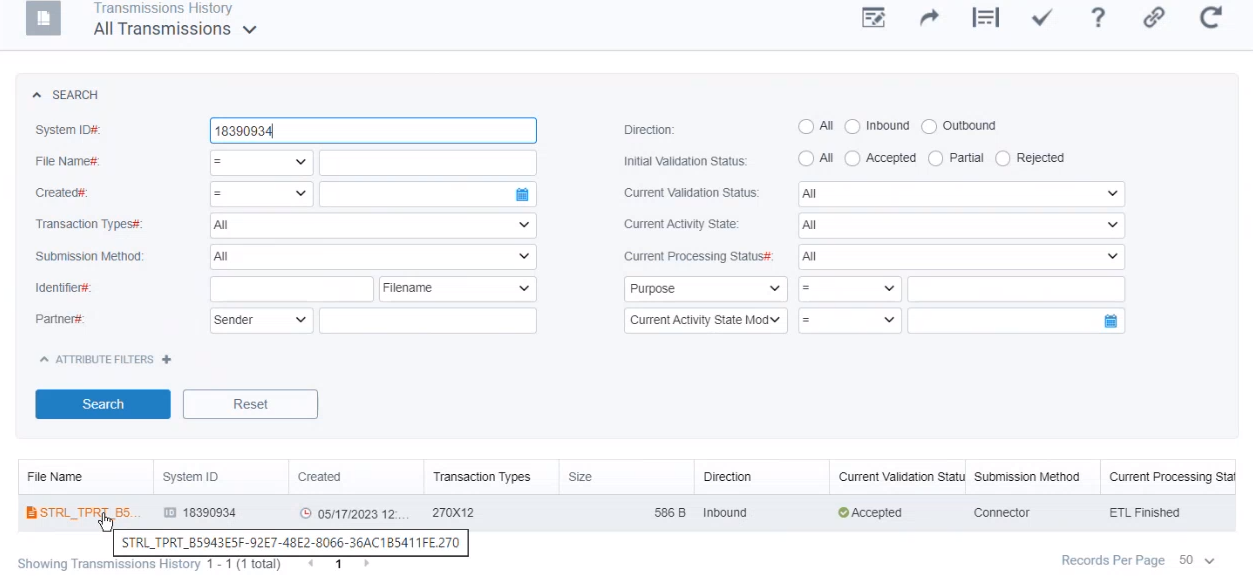 Transmissions History
All Transmissions
SEARCH
System ID#: 18390934 Direction: All Inbound Outbound
File Name#: = Initial Validation Status: All Accepted Partial Rejected
Created#: = Current Validation Status: All
Transaction Types#: All Current Activity State: All
Submission Method: All Current Processing Status#: All
Identifier#: Filename Purpose =
Partner#: Sender Current Activity State Mod =
ATTRIBUTE FILTERS +
Search Reset
File Name System ID Created Transaction Types Size Direction Current Validation Statu Submission Method Current Processing Stat
STRL_TPRT_B5... 18390934 05/17/2023 12:... 270X12 586 B Inbound Accepted Connector ETL Finished
STRL_TPRT_B5943E5F-92E7-48E2-8066-36AC1B5411FE.270
Showing Transmissions History 1 - 1 (1 total) 1 Records Per Page 50